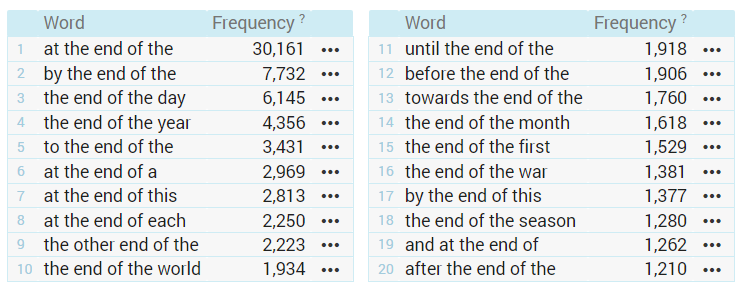 Word Frequency ?
1 at the end of the 30,161 •••
2 by the end of the 7,732 •••
3 the end of the day 6,145 •••
4 the end of the year 4,356 •••
5 to the end of the 3,431 •••
6 at the end of a 2,969 •••
7 at the end of this 2,813 •••
8 at the end of each 2,250 •••
9 the other end of the 2,223 •••
10 the end of the world 1,934 •••
Word Frequency ?
11 until the end of the 1,918 •••
12 before the end of the 1,906 •••
13 towards the end of the 1,760 •••
14 the end of the month 1,618 •••
15 the end of the first 1,529 •••
16 the end of the war 1,381 •••
17 by the end of this 1,377 •••
18 the end of the season 1,280 •••
19 and at the end of 1,262 •••
20 after the end of the 1,210 •••